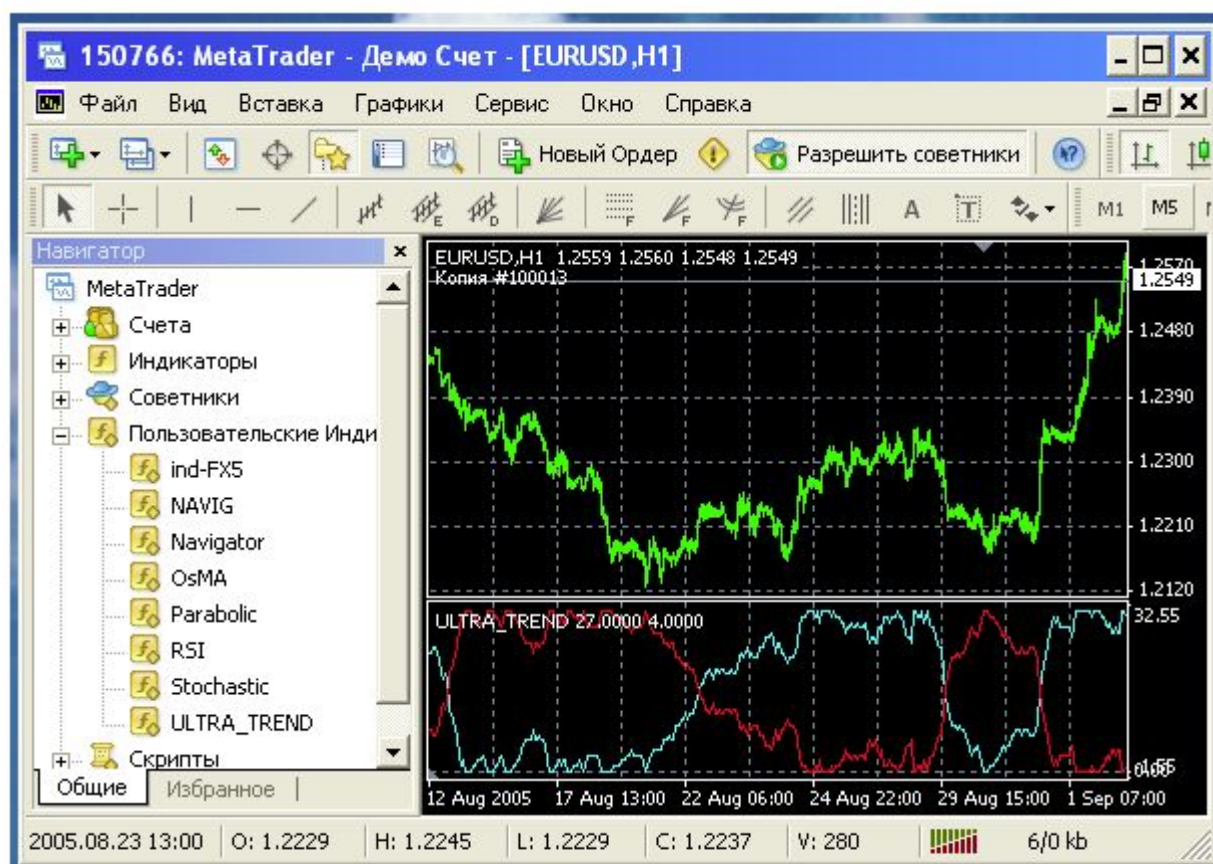 150766: MetaTrader - Демо Счет - [EURUSD,H1]
Файл Вид Вставка Графики Сервис Окно Справка
Новый Ордер Разрешить советники
E D F F F A T M1 M5
Навигатор
MetaTrader
Счета
Индикаторы
Советники
Пользовательские Инди
ind-FX5
NAVIG
Navigator
OsMA
Parabolic
RSI
Stochastic
ULTRA_TREND
Скрипты
Общие Избранное
EURUSD,H1 1.2559 1.2560 1.2548 1.2549
Копия #100013
1.2570
1.2549
1.2480
1.2390
1.2300
1.2210
1.2120
ULTRA_TREND 27.0000 4.0000
32.55
12 Aug 2005 17 Aug 13:00 22 Aug 06:00 24 Aug 22:00 29 Aug 15:00 1 Sep 07:00
2005.08.23 13:00 O: 1.2229 H: 1.2245 L: 1.2229 C: 1.2237 V: 280 6/0 kb